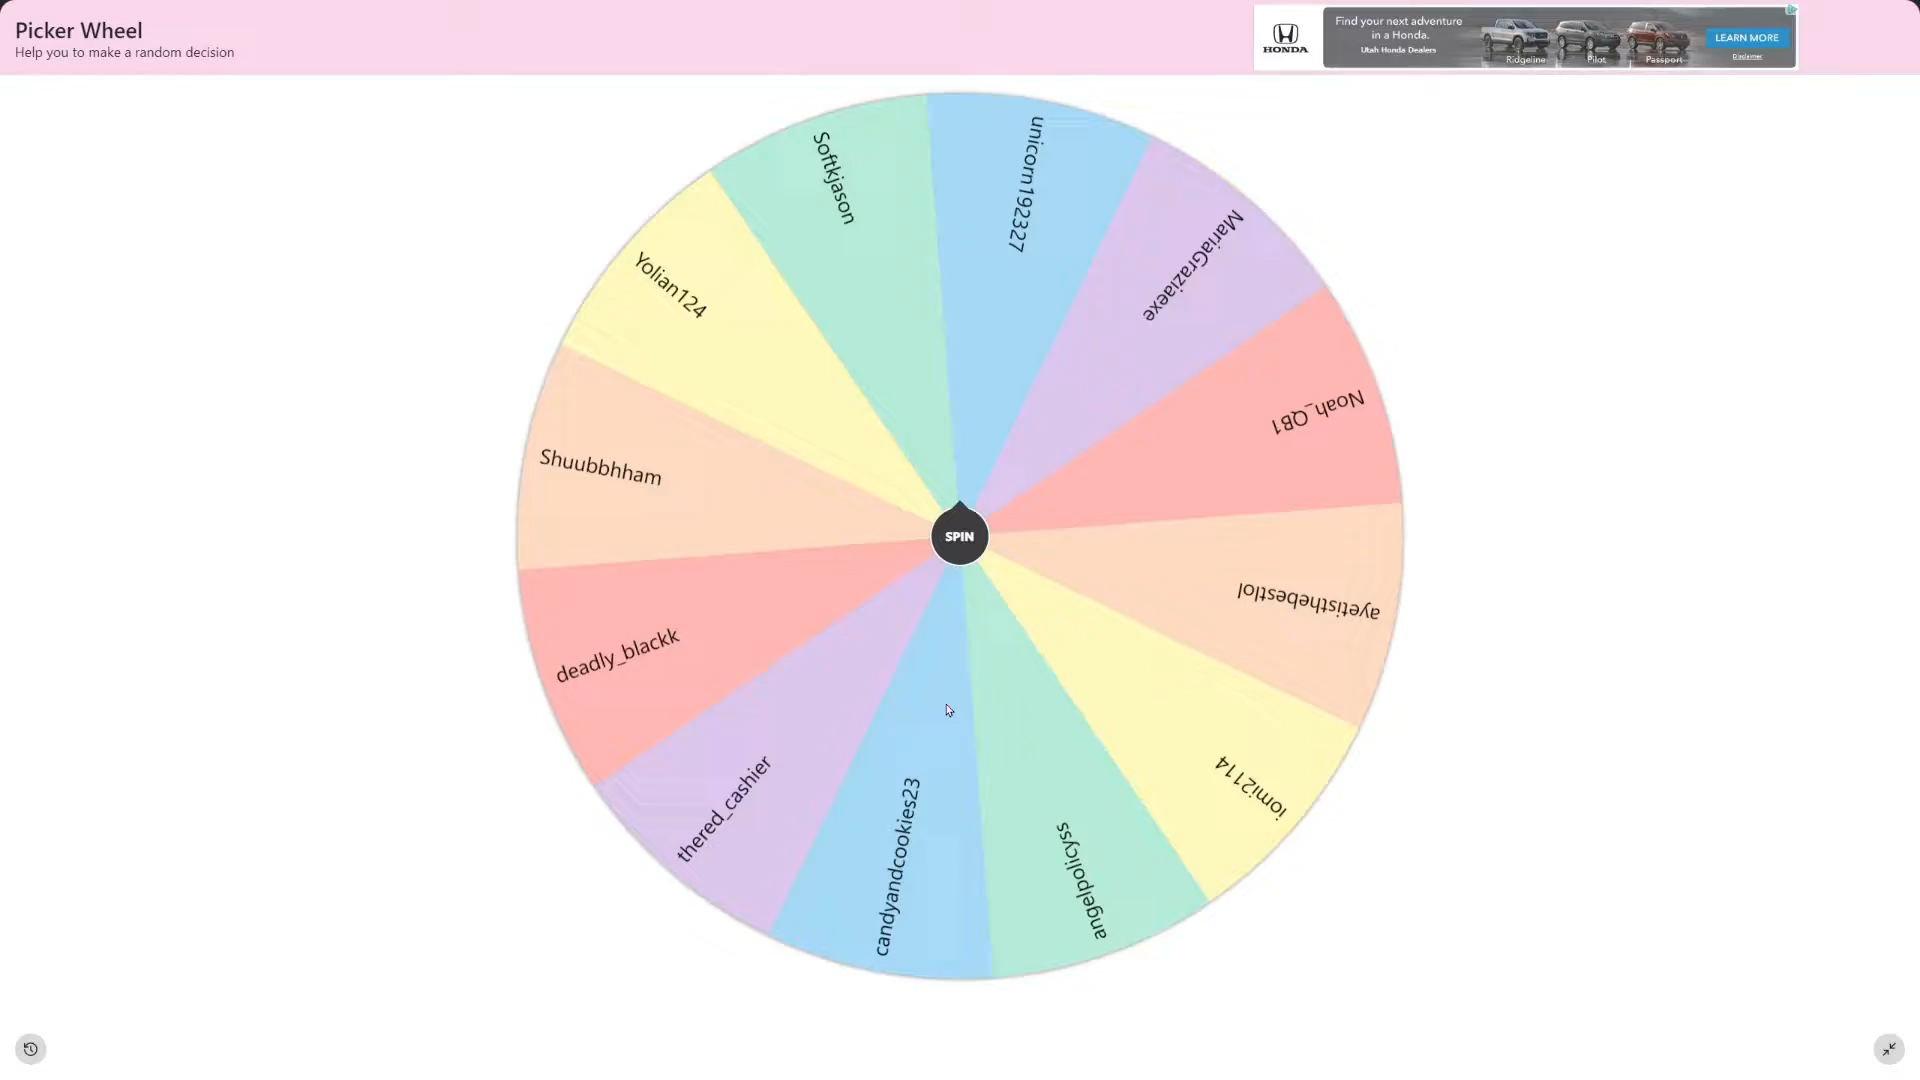 Picker Wheel
Help you to make a random decision
HONDA
Find your next adventure
in a Honda.
Utah Honda Dealers
Ridgeline
Pilot
Passport
LEARN MORE
Disclaimer
unicorn192327
MariaGraziaexe
Noah_QB1
ayetisthebestlol
iomi2114
angelpolicyss
candyandcookies23
thered_cashier
deadly_blackk
Shuubbhham
Yolian124
Softkjason
SPIN